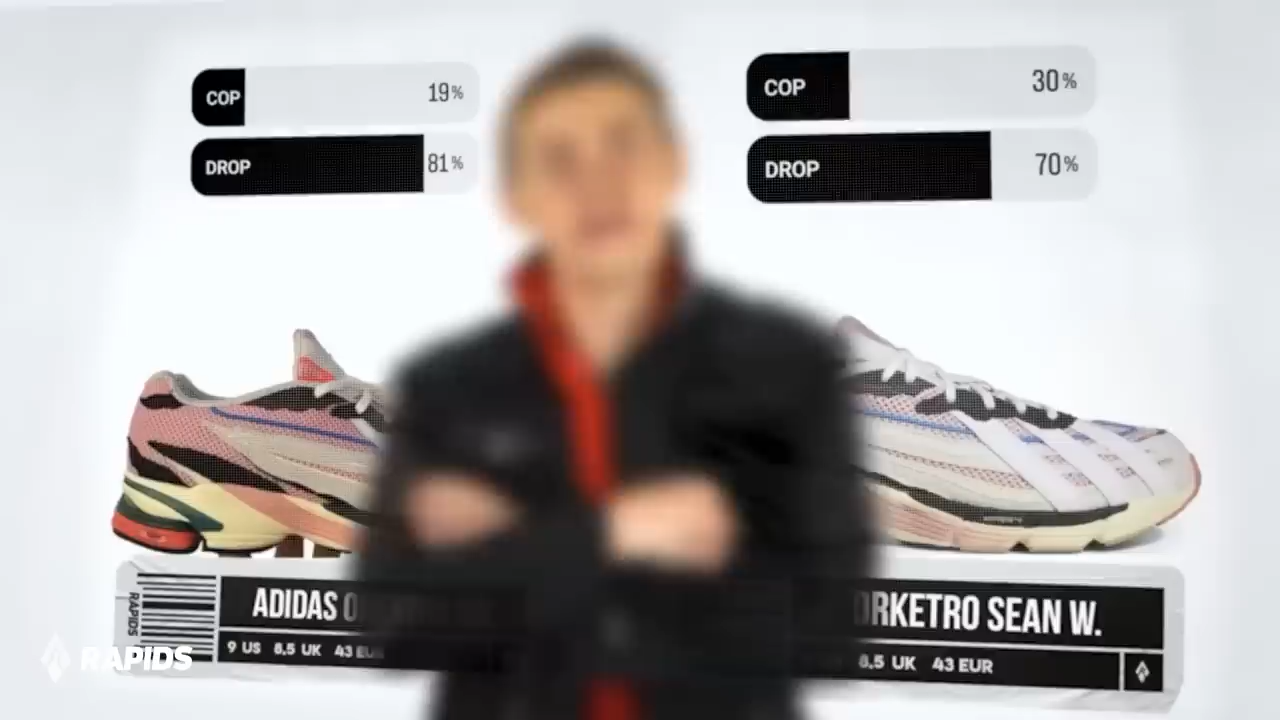 COP 19%
DROP 81%
COP 30%
DROP 70%
RAPIDS
ADIDAS
ORKETRO SEAN W.
9 US 8,5 UK 43 EUR
8,5 UK 43 EUR
RAPIDS